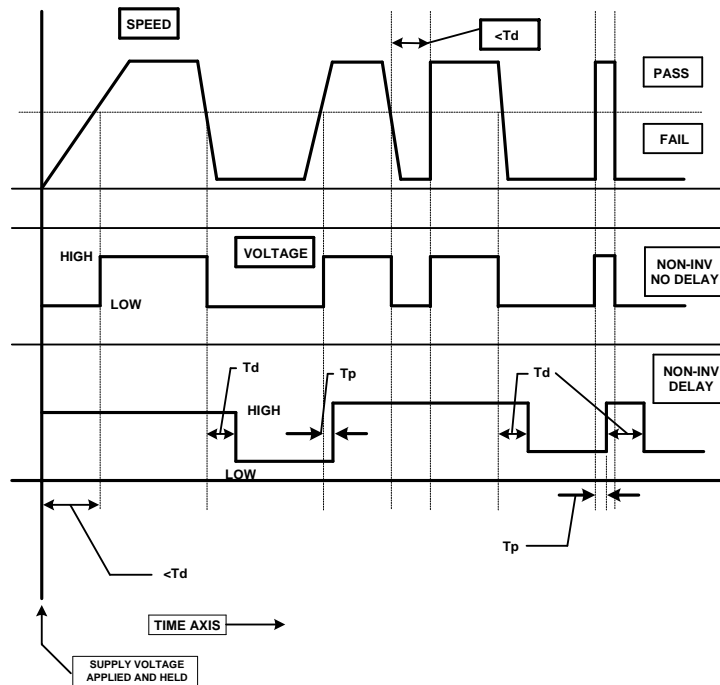 SPEED
<Td
PASS
FAIL
HIGH
VOLTAGE
LOW
NON-INV
NO DELAY
Td
Tp
Td
NON-INV
DELAY
HIGH
LOW
Tp
<Td
TIME AXIS
SUPPLY VOLTAGE
APPLIED AND HELD